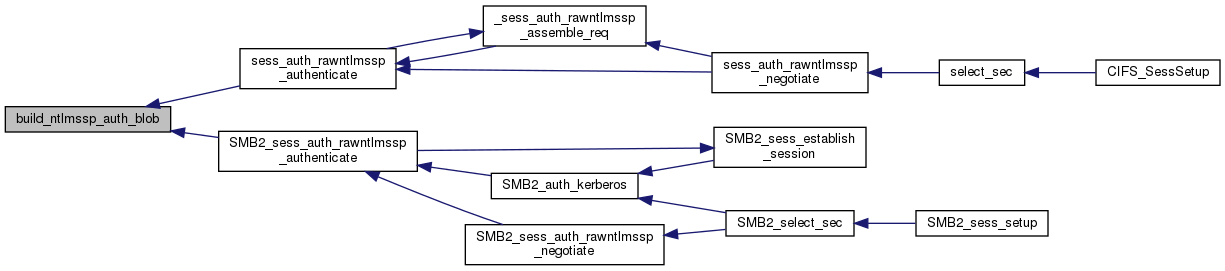 _sess_auth_rawntlmssp
_assemble_req
sess_auth_rawntlmssp
_authenticate
sess_auth_rawntlmssp
_negotiate
select_sec
CIFS_SessSetup
build_ntlmssp_auth_blob
SMB2_sess_auth_rawntlmssp
_authenticate
SMB2_sess_establish
_session
SMB2_auth_kerberos
SMB2_select_sec
SMB2_sess_setup
SMB2_sess_auth_rawntlmssp
_negotiate